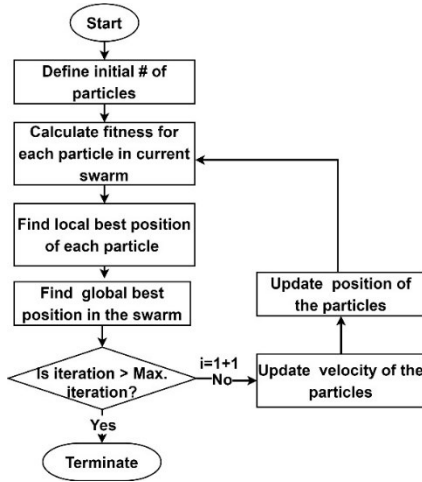 Start
Define initial # of
particles
Calculate fitness for
each particle in current
swarm
Find local best position
of each particle
Find global best
position in the swarm
Is iteration > Max.
iteration?
i=1+1
No
Update velocity of the
particles
Update position of
the particles
Yes
Terminate